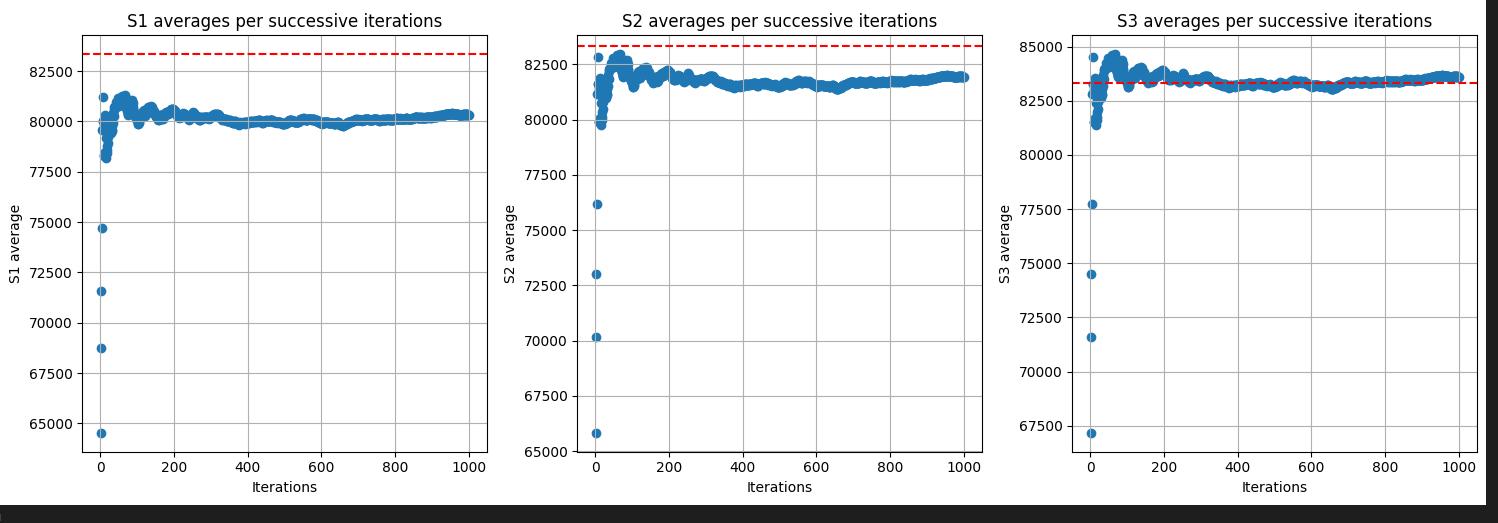 S1 averages per successive iterations
82500
80000
77500
75000
72500
70000
67500
65000
S1 average
0 200 400 600 800 1000
Iterations
S2 averages per successive iterations
82500
80000
77500
75000
72500
70000
67500
65000
S2 average
0 200 400 600 800 1000
Iterations
S3 averages per successive iterations
85000
82500
80000
77500
75000
72500
70000
67500
S3 average
0 200 400 600 800 1000
Iterations